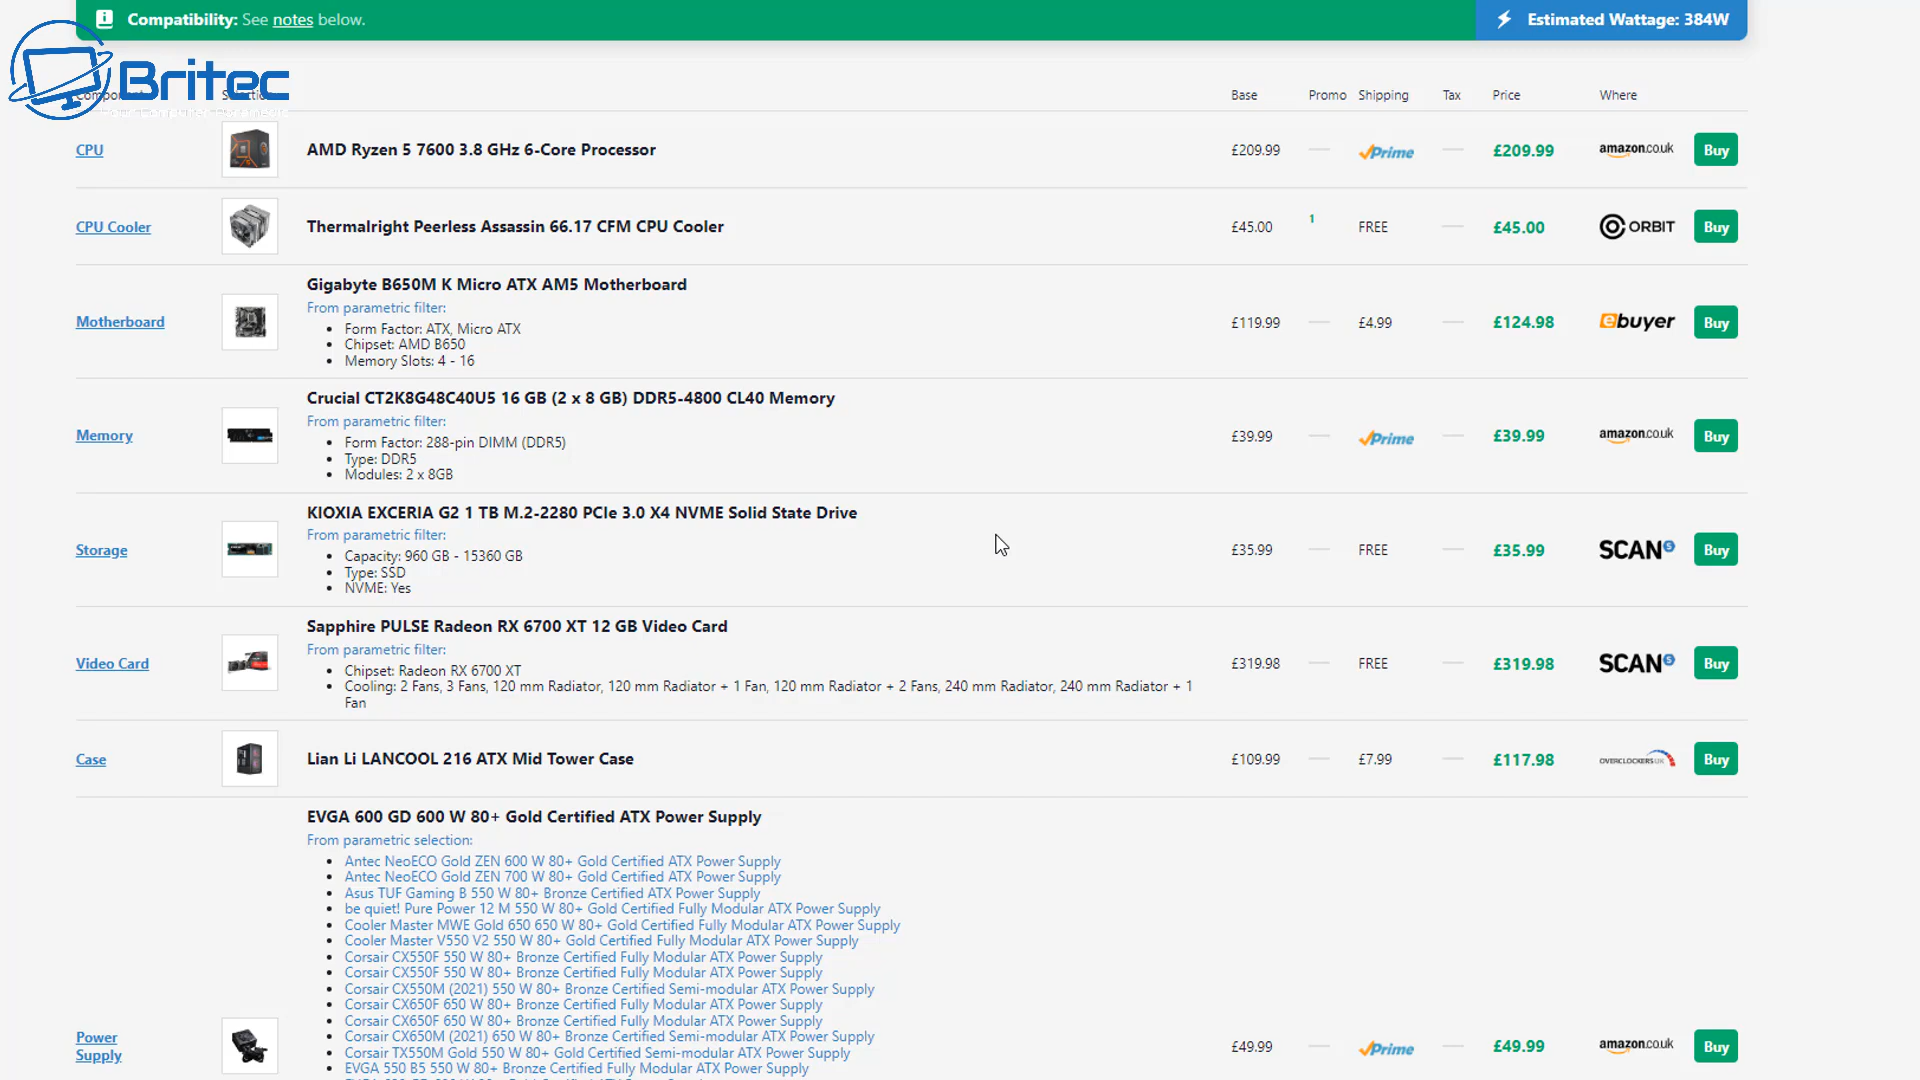 Compatibility: See notes below.
Estimated Wattage: 384W
Britec
Base Promo Shipping Tax Price Where
CPU
AMD Ryzen 5 7600 3.8 GHz 6-Core Processor
£209.99 — Prime — £209.99 amazon.co.uk Buy
CPU Cooler
Thermalright Peerless Assassin 66.17 CFM CPU Cooler
£45.00 1 FREE — £45.00 ORBIT Buy
Motherboard
Gigabyte B650M K Micro ATX AM5 Motherboard
From parametric filter:
• Form Factor: ATX, Micro ATX
• Chipset: AMD B650
• Memory Slots: 4 - 16
£119.99 — £4.99 — £124.98 ebuyer Buy
Memory
Crucial CT2K8G48C40U5 16 GB (2 x 8 GB) DDR5-4800 CL40 Memory
From parametric filter:
• Form Factor: 288-pin DIMM (DDR5)
• Type: DDR5
• Modules: 2 x 8GB
£39.99 — Prime — £39.99 amazon.co.uk Buy
Storage
KIOXIA EXCERIA G2 1 TB M.2-2280 PCIe 3.0 X4 NVME Solid State Drive
From parametric filter:
• Capacity: 960 GB - 15360 GB
• Type: SSD
• NVME: Yes
£35.99 — FREE — £35.99 SCAN Buy
Video Card
Sapphire PULSE Radeon RX 6700 XT 12 GB Video Card
From parametric filter:
• Chipset: Radeon RX 6700 XT
• Cooling: 2 Fans, 3 Fans, 120 mm Radiator, 120 mm Radiator + 1 Fan, 120 mm Radiator + 2 Fans, 240 mm Radiator, 240 mm Radiator + 1
Fan
£319.98 — FREE — £319.98 SCAN Buy
Case
Lian Li LANCOOL 216 ATX Mid Tower Case
£109.99 — £7.99 — £117.98 OVERCLOCKERS UK Buy
Power
Supply
EVGA 600 GD 600 W 80+ Gold Certified ATX Power Supply
From parametric selection:
• Antec NeoECO Gold ZEN 600 W 80+ Gold Certified ATX Power Supply
• Antec NeoECO Gold ZEN 700 W 80+ Gold Certified ATX Power Supply
• Asus TUF Gaming B 550 W 80+ Bronze Certified ATX Power Supply
• be quiet! Pure Power 12 M 550 W 80+ Gold Certified Fully Modular ATX Power Supply
• Cooler Master MWE Gold 650 650 W 80+ Gold Certified Fully Modular ATX Power Supply
• Cooler Master V550 V2 550 W 80+ Gold Certified Fully Modular ATX Power Supply
• Corsair CX550F 550 W 80+ Bronze Certified Fully Modular ATX Power Supply
• Corsair CX550F 550 W 80+ Bronze Certified Fully Modular ATX Power Supply
• Corsair CX550M (2021) 550 W 80+ Bronze Certified Semi-modular ATX Power Supply
• Corsair CX650F 650 W 80+ Bronze Certified Fully Modular ATX Power Supply
• Corsair CX650F 650 W 80+ Bronze Certified Fully Modular ATX Power Supply
• Corsair CX650M (2021) 650 W 80+ Bronze Certified Semi-modular ATX Power Supply
• Corsair TX550M Gold 550 W 80+ Gold Certified Semi-modular ATX Power Supply
• EVGA 550 B5 550 W 80+ Bronze Certified Fully Modular ATX Power Supply
£49.99 — Prime — £49.99 amazon.co.uk Buy